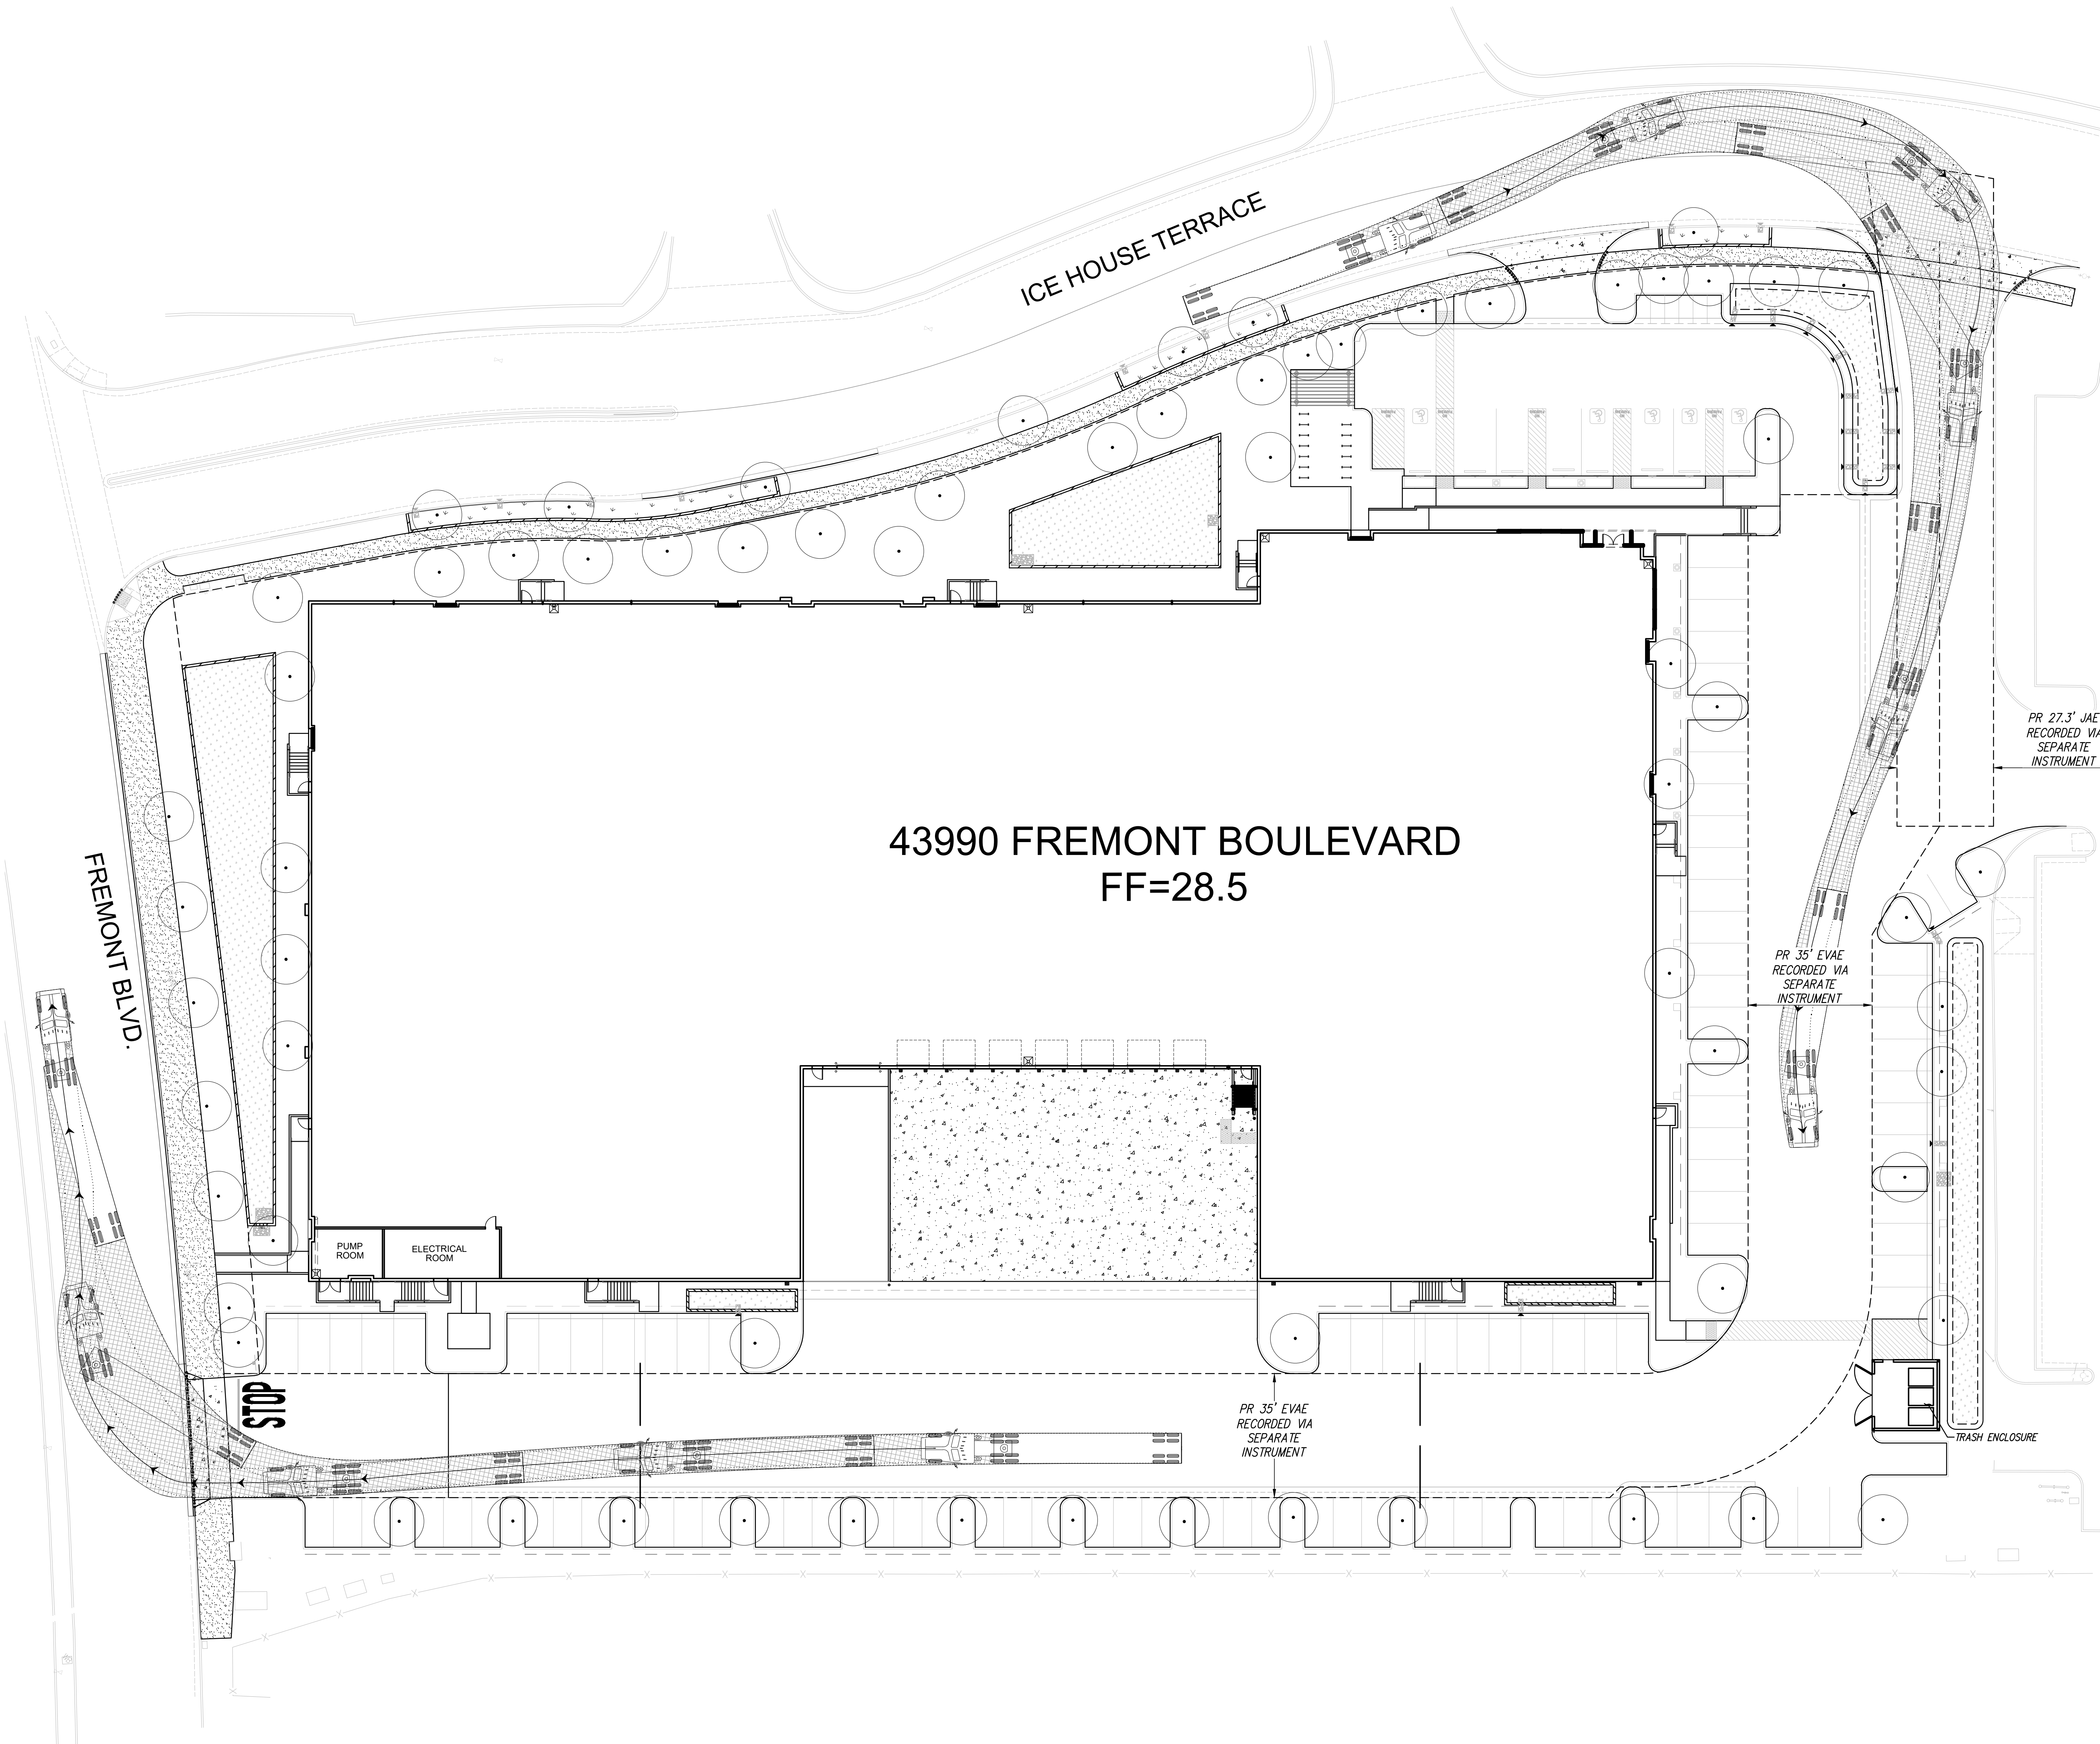 ICE HOUSE TERRACE
PR 27.3' JAE
RECORDED VIA
SEPARATE
INSTRUMENT
43990 FREMONT BOULEVARD
FF=28.5
FREMONT BLVD.
PR 35' EVAE
RECORDED VIA
SEPARATE
INSTRUMENT
PUMP
ROOM
ELECTRICAL
ROOM
STOP
PR 35' EVAE
RECORDED VIA
SEPARATE
INSTRUMENT
TRASH ENCLOSURE